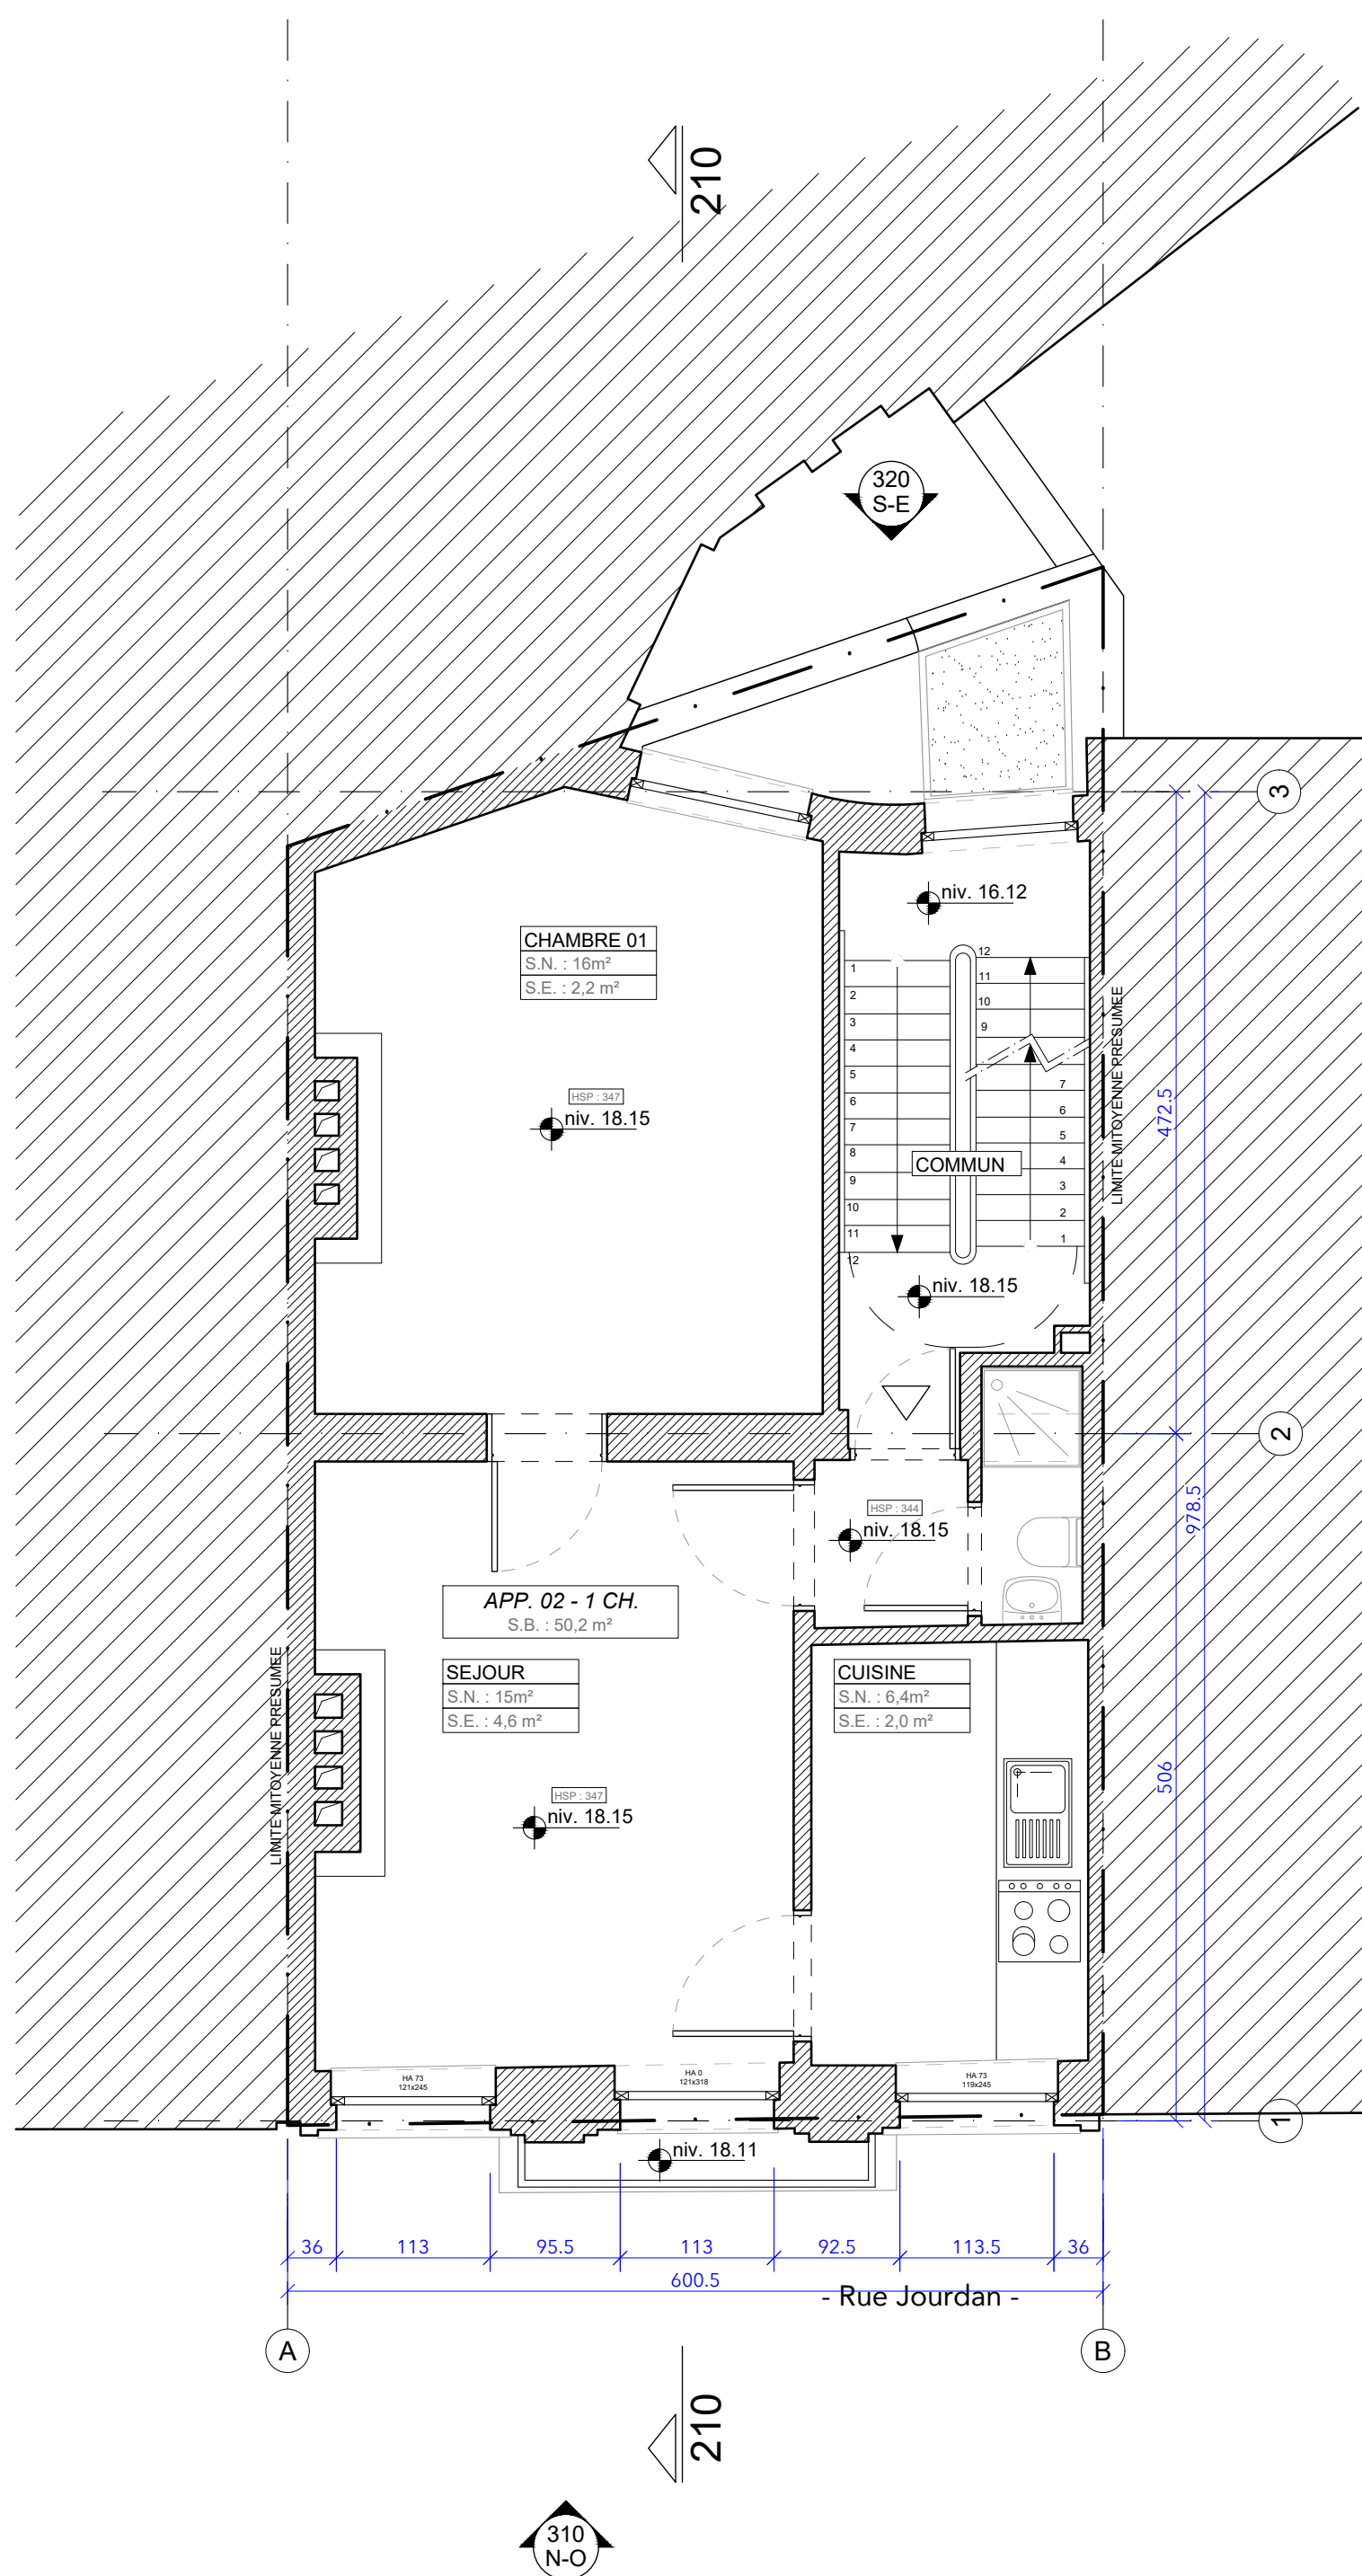 210
320
S-E
3
niv. 16.12
CHAMBRE 01
S.N. : 16m²
S.E. : 2,2 m²
12
11
10
9
7
6
5
4
3
2
1
1
2
3
4
5
6
7
8
9
10
11
12
LIMITE MITOYENNE PRESUMEE
472.5
HSP : 347
niv. 18.15
COMMUN
niv. 18.15
2
978.5
HSP : 344
niv. 18.15
APP. 02 - 1 CH.
S.B. : 50,2 m²
SEJOUR
S.N. : 15m²
S.E. : 4,6 m²
CUISINE
S.N. : 6,4m²
S.E. : 2,0 m²
LIMITE MITOYENNE PRESUMEE
506
HSP : 347
niv. 18.15
HA 73
121x245
HA 0
121x318
HA 73
119x245
1
niv. 18.11
36 113 95.5 113 92.5 113.5 36
600.5
- Rue Jourdan -
A
B
210
310
N-O